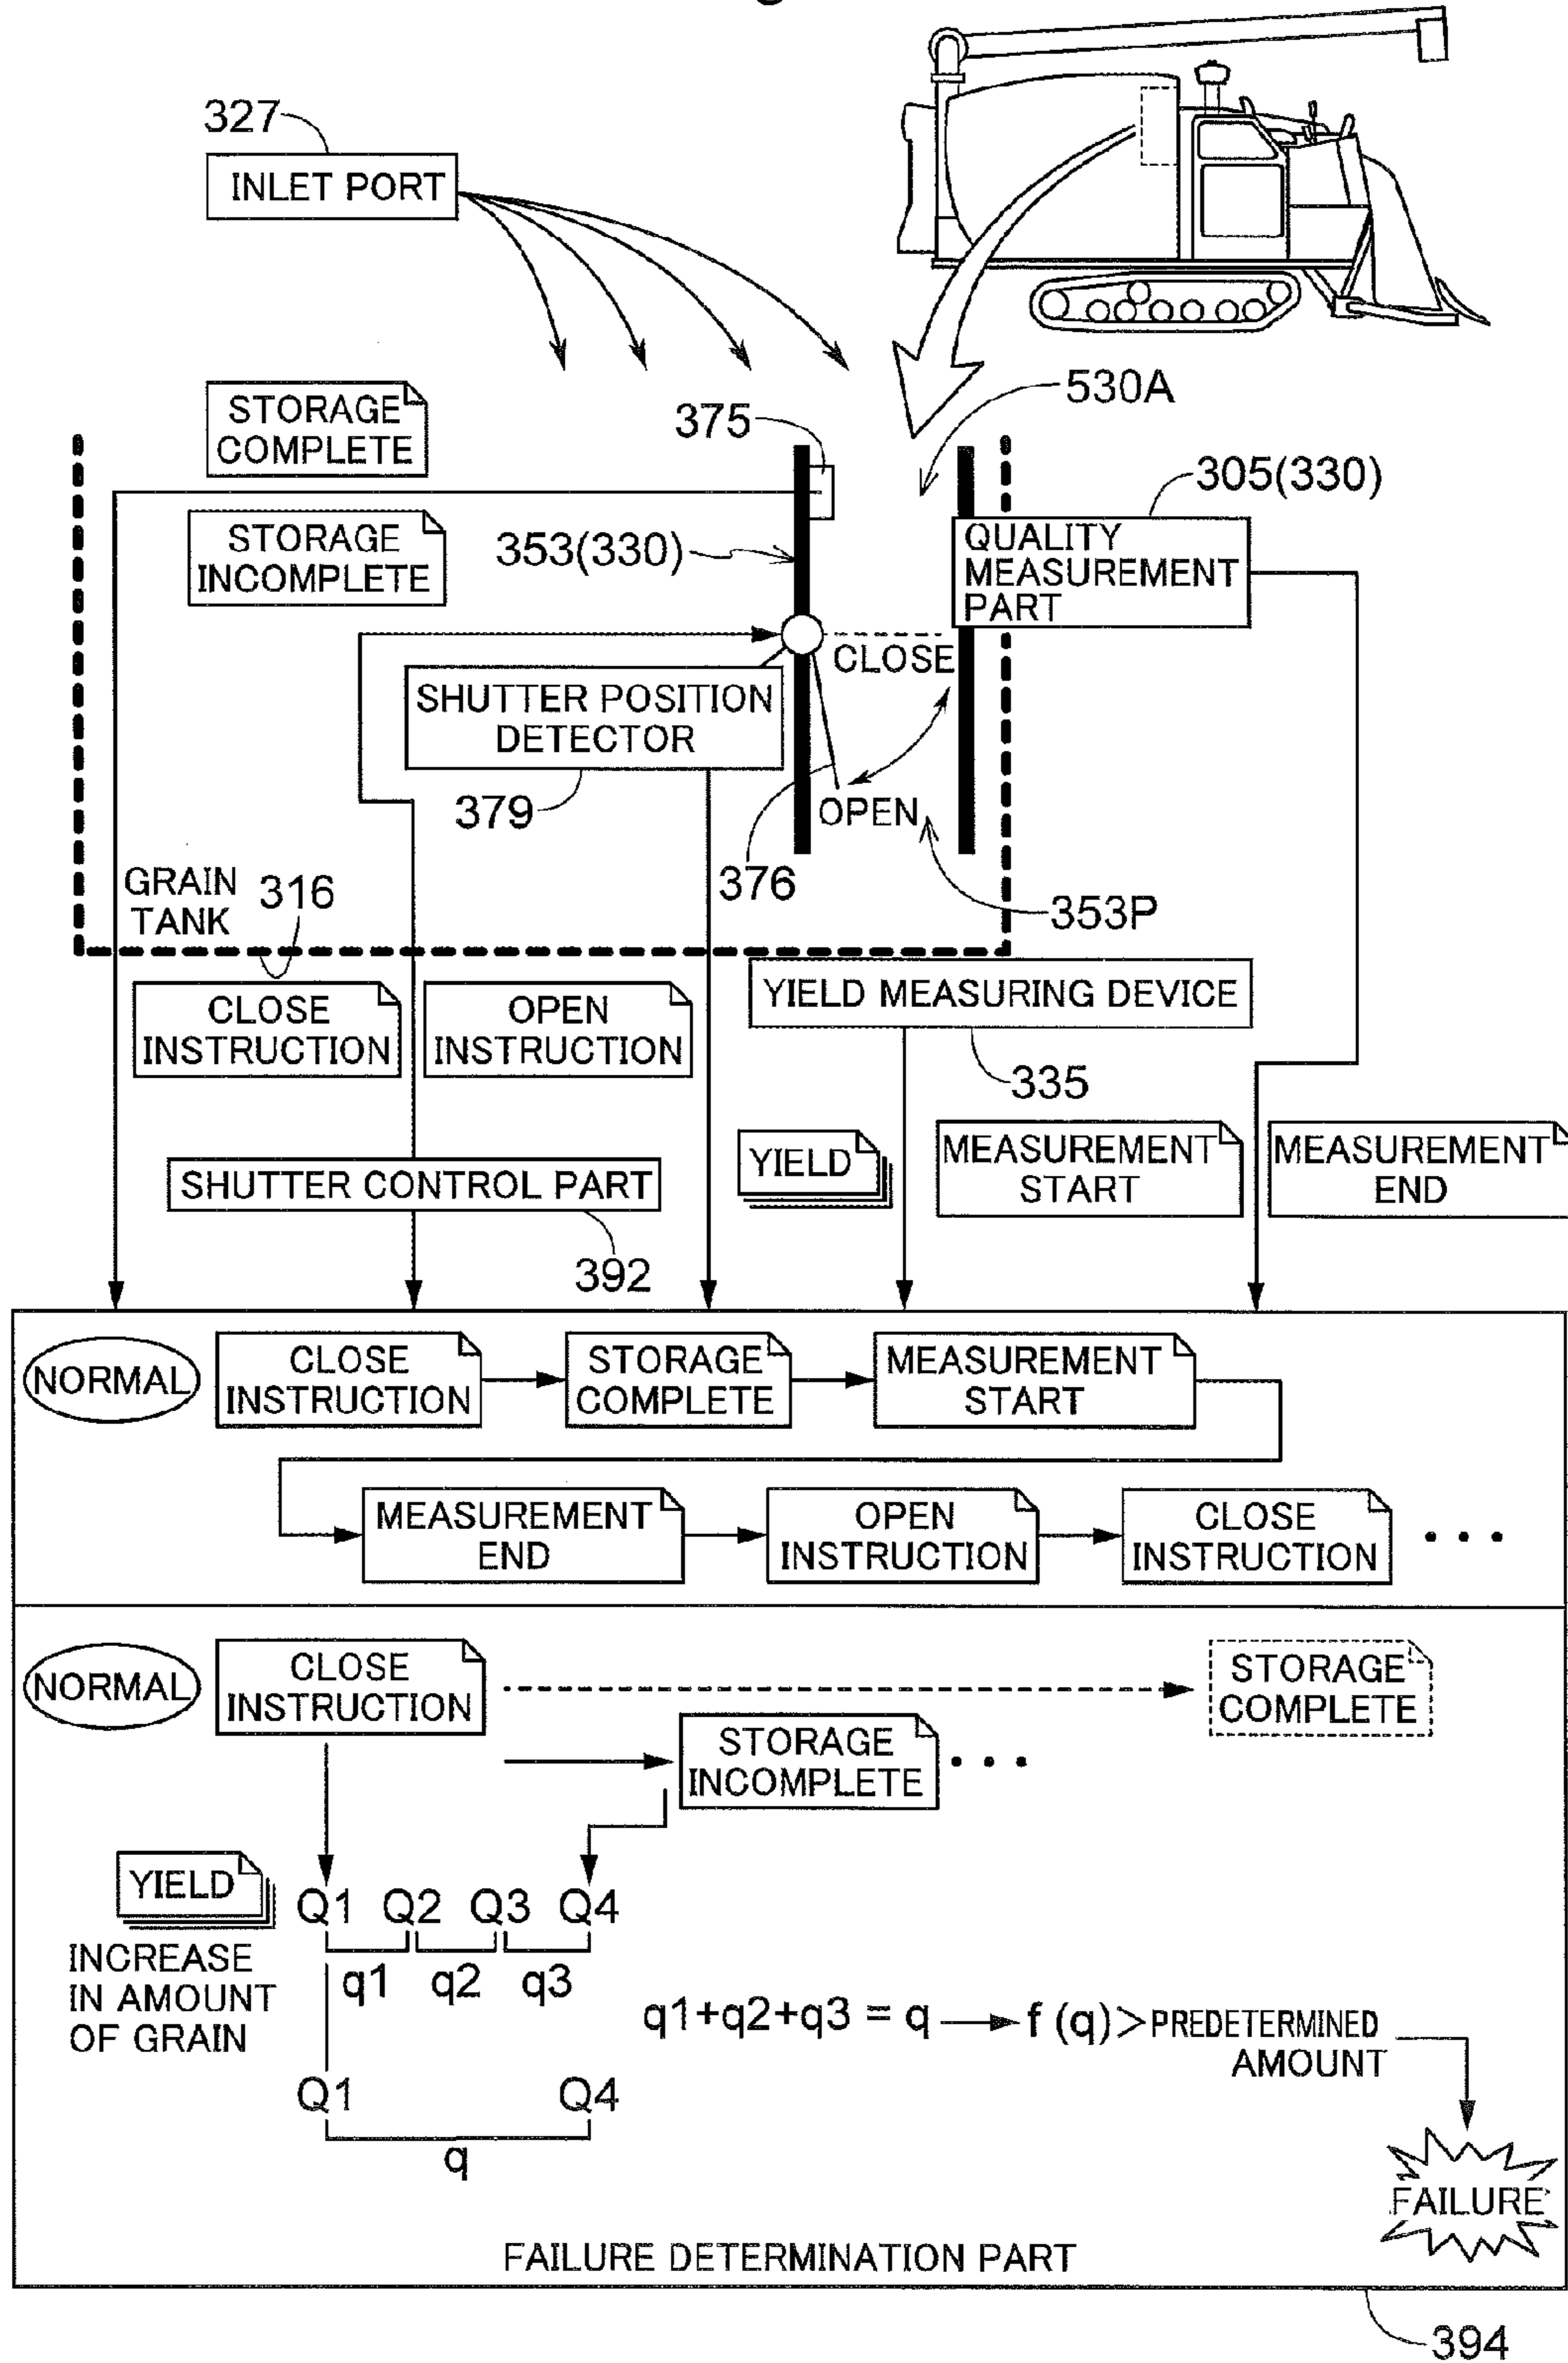 327
INLET PORT
530A
STORAGE
COMPLETE
375
305(330)
STORAGE
INCOMPLETE
353(330)
QUALITY
MEASUREMENT
PART
CLOSE
SHUTTER POSITION
DETECTOR
379
OPEN
376
353P
GRAIN
TANK
316
CLOSE
INSTRUCTION
OPEN
INSTRUCTION
YIELD MEASURING DEVICE
335
YIELD
MEASUREMENT
START
MEASUREMENT
END
SHUTTER CONTROL PART
392
NORMAL
CLOSE
INSTRUCTION
STORAGE
COMPLETE
MEASUREMENT
START
MEASUREMENT
END
OPEN
INSTRUCTION
CLOSE
INSTRUCTION
• • •
NORMAL
CLOSE
INSTRUCTION
STORAGE
COMPLETE
STORAGE
INCOMPLETE
• • •
YIELD
Q1 Q2 Q3 Q4
INCREASE
IN AMOUNT
OF GRAIN
q1 q2 q3
q1+q2+q3 = q → f (q) > PREDETERMINED
AMOUNT
Q1 Q4
q
FAILURE
FAILURE DETERMINATION PART
394